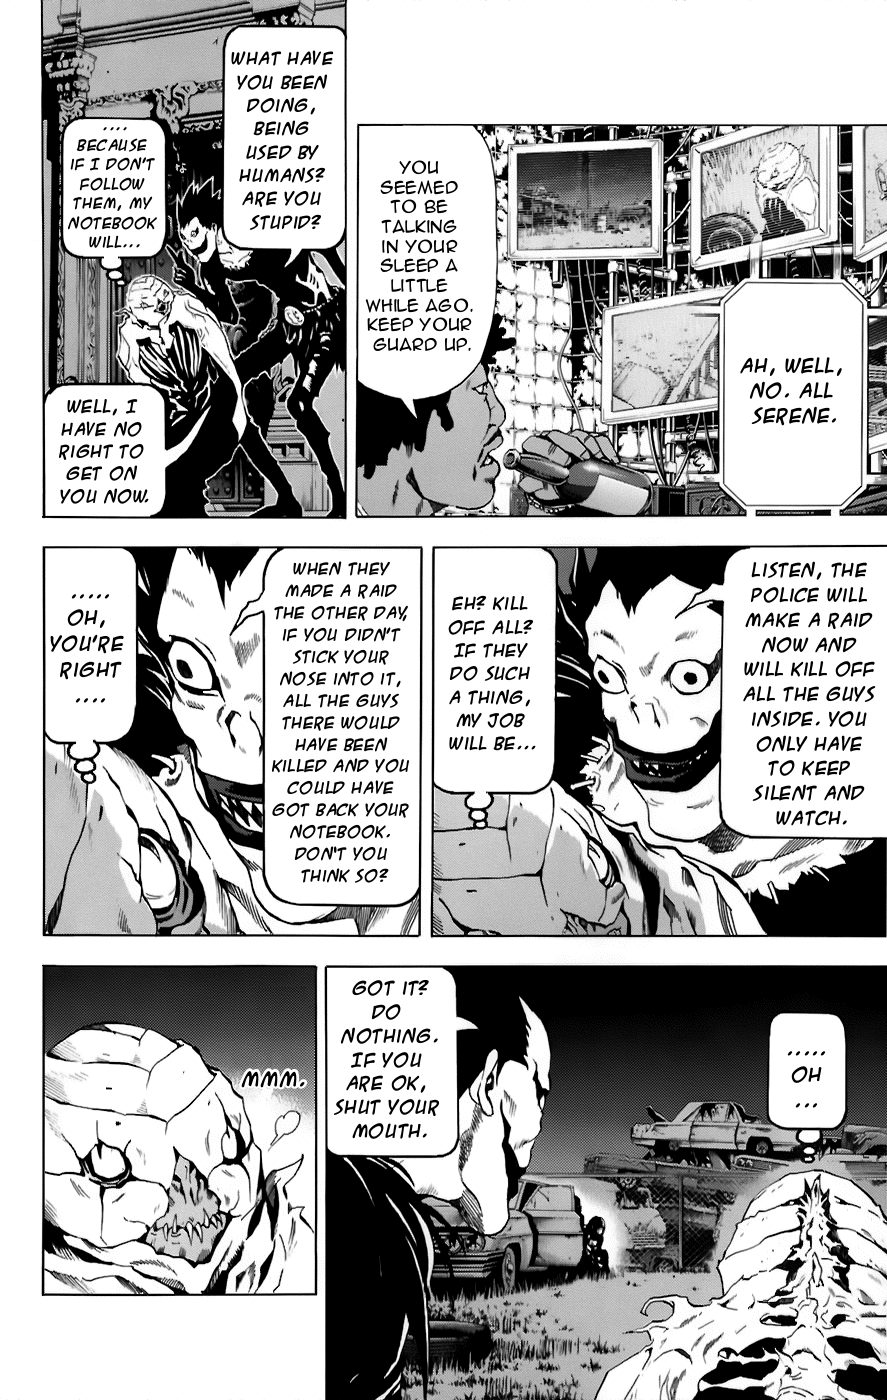 AH, WELL,
NO. ALL
SERENE.
YOU
SEEMED
TO BE
TALKING
IN YOUR
SLEEP A
LITTLE
WHILE AGO.
KEEP YOUR
GUARD UP.
WHAT HAVE
YOU BEEN
DOING,
BEING
USED BY
HUMANS?
ARE YOU
STUPID?
....
BECAUSE
IF I DON'T
FOLLOW
THEM, MY
NOTEBOOK
WILL...
WELL, I
HAVE NO
RIGHT TO
GET ON
YOU NOW.
LISTEN, THE
POLICE WILL
MAKE A RAID
NOW AND
WILL KILL OFF
ALL THE GUYS
INSIDE. YOU
ONLY HAVE
TO KEEP
SILENT AND
WATCH.
EH? KILL
OFF ALL?
IF THEY
DO SUCH
A THING,
MY JOB
WILL BE...
WHEN THEY
MADE A RAID
THE OTHER DAY,
IF YOU DIDN'T
STICK YOUR
NOSE INTO IT,
ALL THE GUYS
THERE WOULD
HAVE BEEN
KILLED AND YOU
COULD HAVE
GOT BACK YOUR
NOTEBOOK.
DON'T YOU
THINK SO?
.....
OH,
YOU'RE
RIGHT
....
.....
OH
...
GOT IT?
DO
NOTHING.
IF YOU
ARE OK,
SHUT YOUR
MOUTH.
MMM.